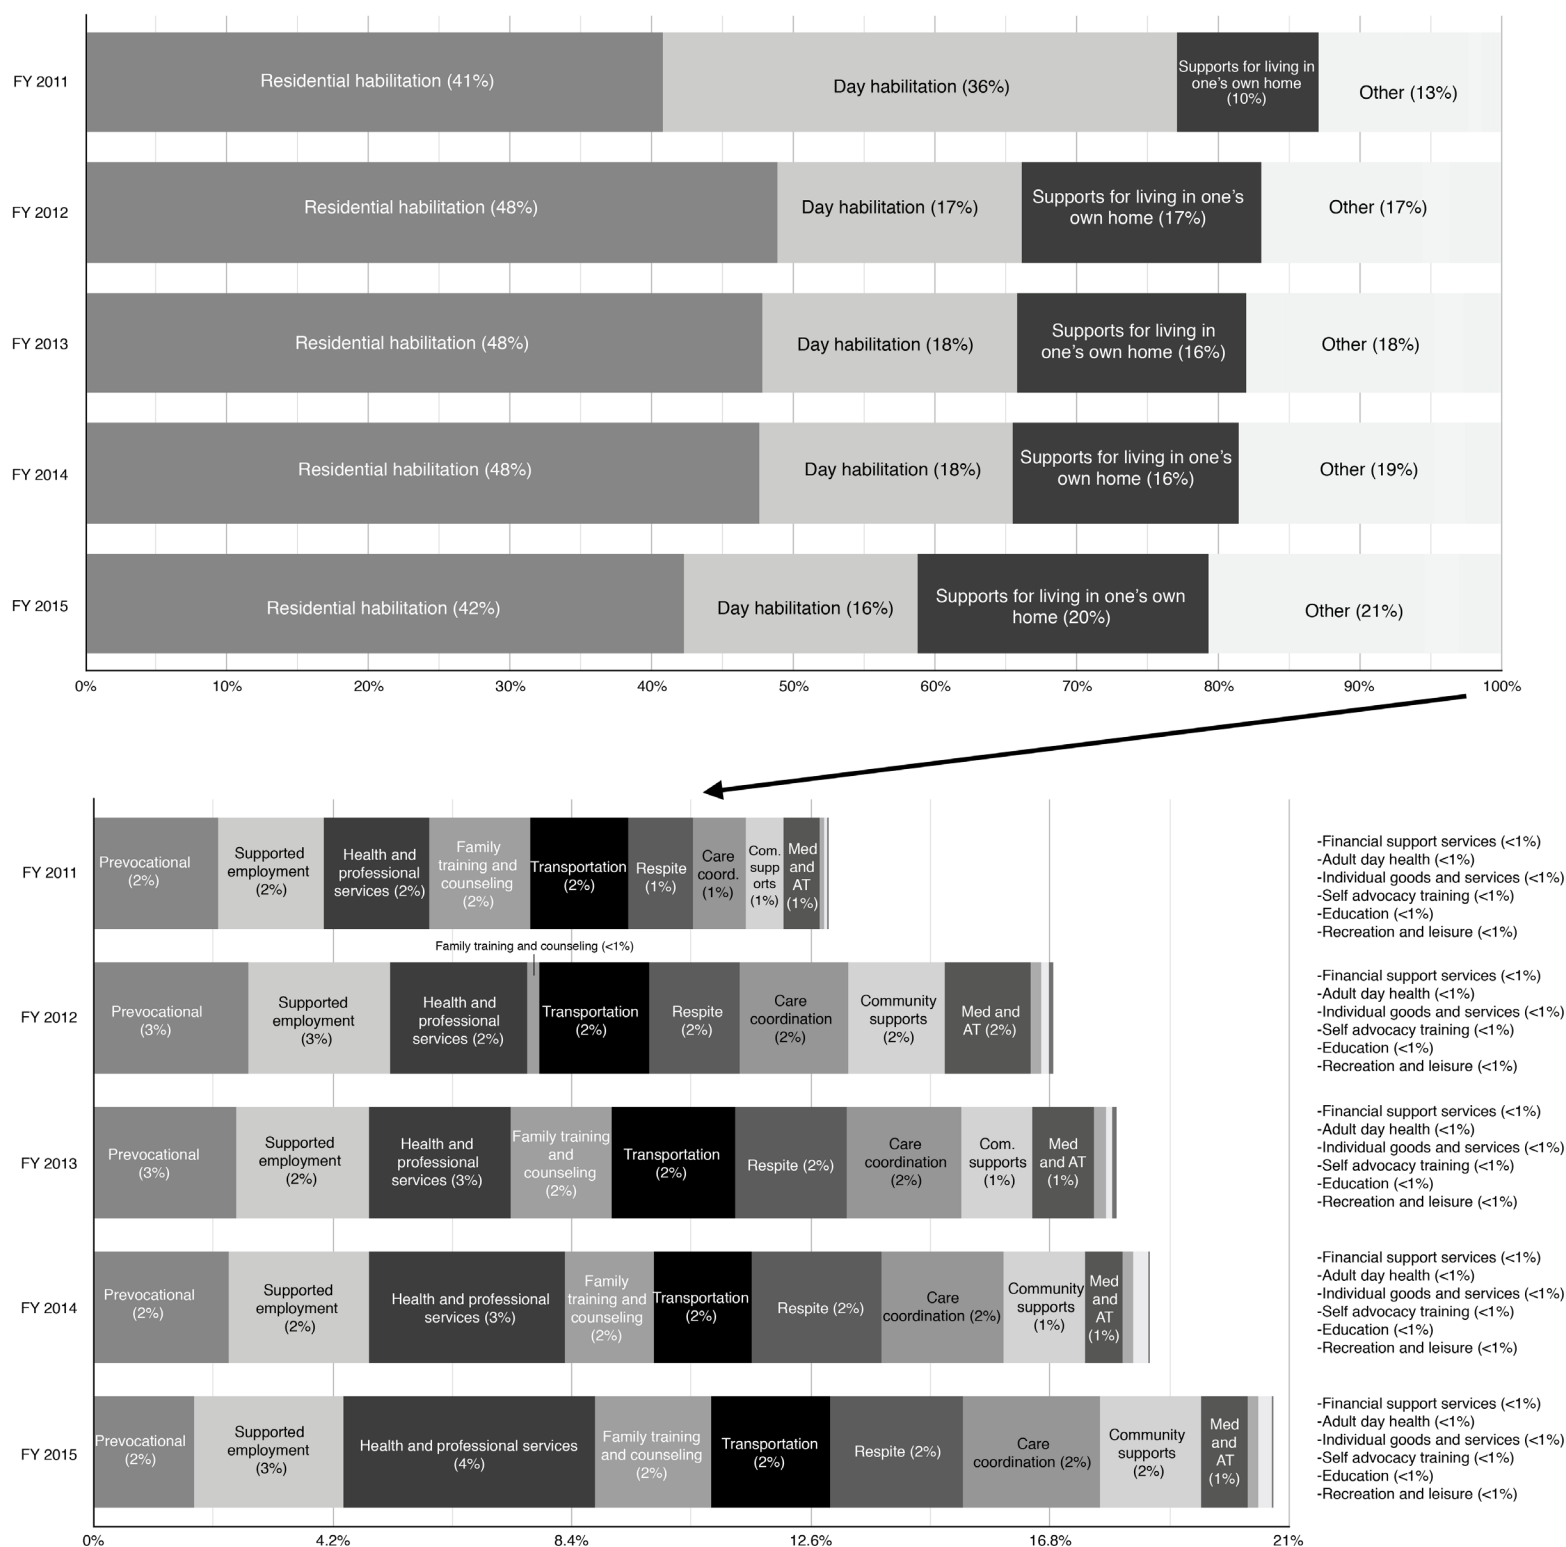 FY 2011
Residential habilitation (41%)
Day habilitation (36%)
Supports for living in
one’s own home
(10%)
Other (13%)
FY 2012
Residential habilitation (48%)
Day habilitation (17%)
Supports for living in one’s
own home (17%)
Other (17%)
FY 2013
Residential habilitation (48%)
Day habilitation (18%)
Supports for living in
one’s own home (16%)
Other (18%)
FY 2014
Residential habilitation (48%)
Day habilitation (18%)
Supports for living in one’s
own home (16%)
Other (19%)
FY 2015
Residential habilitation (42%)
Day habilitation (16%)
Supports for living in one’s own
home (20%)
Other (21%)
0% 10% 20% 30% 40% 50% 60% 70% 80% 90% 100%
FY 2011
Prevocational
(2%)
Supported
employment
(2%)
Health and
professional
services (2%)
Family
training and
counseling
(2%)
Transportation
(2%)
Respite
(1%)
Care
coord.
(1%)
Com.
supp
orts
(1%)
Med
and
AT
(1%)
-Financial support services (<1%)
-Adult day health (<1%)
-Individual goods and services (<1%)
-Self advocacy training (<1%)
-Education (<1%)
-Recreation and leisure (<1%)
Family training and counseling (<1%)
FY 2012
Prevocational
(3%)
Supported
employment
(3%)
Health and
professional
services (2%)
Transportation
(2%)
Respite
(2%)
Care
coordination
(2%)
Community
supports
(2%)
Med and
AT (2%)
-Financial support services (<1%)
-Adult day health (<1%)
-Individual goods and services (<1%)
-Self advocacy training (<1%)
-Education (<1%)
-Recreation and leisure (<1%)
FY 2013
Prevocational
(3%)
Supported
employment
(2%)
Health and
professional
services (3%)
Family training
and
counseling
(2%)
Transportation
(2%)
Respite (2%)
Care
coordination
(2%)
Com.
supports
(1%)
Med
and AT
(1%)
-Financial support services (<1%)
-Adult day health (<1%)
-Individual goods and services (<1%)
-Self advocacy training (<1%)
-Education (<1%)
-Recreation and leisure (<1%)
FY 2014
Prevocational
(2%)
Supported
employment
(2%)
Health and professional
services (3%)
Family
training and
counseling
(2%)
Transportation
(2%)
Respite (2%)
Care
coordination (2%)
Community
supports
(1%)
Med
and
AT
(1%)
-Financial support services (<1%)
-Adult day health (<1%)
-Individual goods and services (<1%)
-Self advocacy training (<1%)
-Education (<1%)
-Recreation and leisure (<1%)
FY 2015
Prevocational
(2%)
Supported
employment
(3%)
Health and professional services
(4%)
Family training
and counseling
(2%)
Transportation
(2%)
Respite (2%)
Care
coordination (2%)
Community
supports
(2%)
Med
and
AT
(1%)
-Financial support services (<1%)
-Adult day health (<1%)
-Individual goods and services (<1%)
-Self advocacy training (<1%)
-Education (<1%)
-Recreation and leisure (<1%)
0% 4.2% 8.4% 12.6% 16.8% 21%